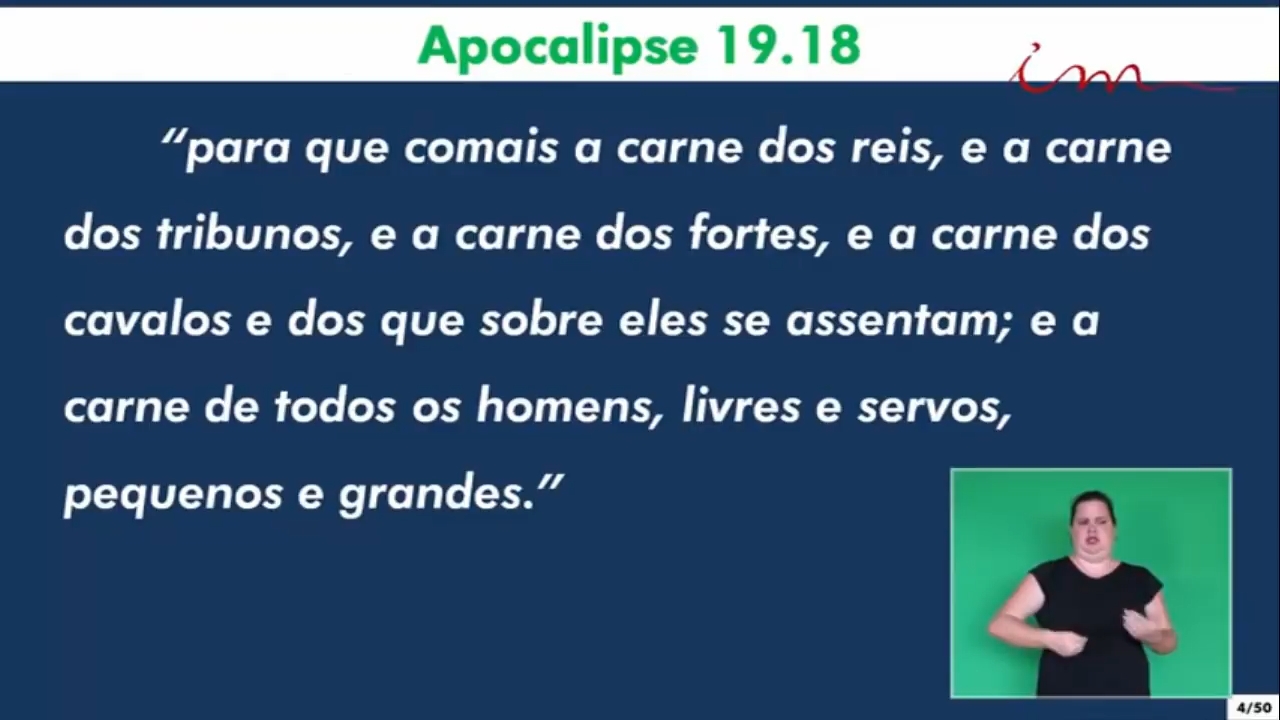 Apocalipse 19.18
im
“para que comais a carne dos reis, e a carne
dos tribunos, e a carne dos fortes, e a carne dos
cavalos e dos que sobre eles se assentam; e a
carne de todos os homens, livres e servos,
pequenos e grandes.”
4/50